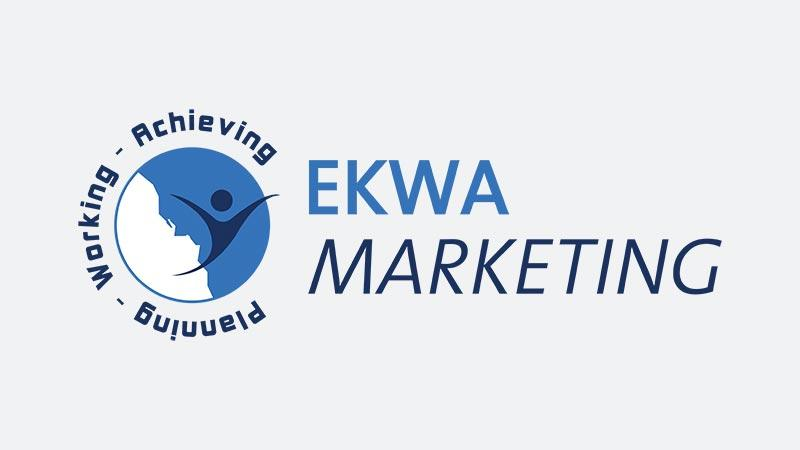 Planning - Working - Achieving
EKWA
MARKETING